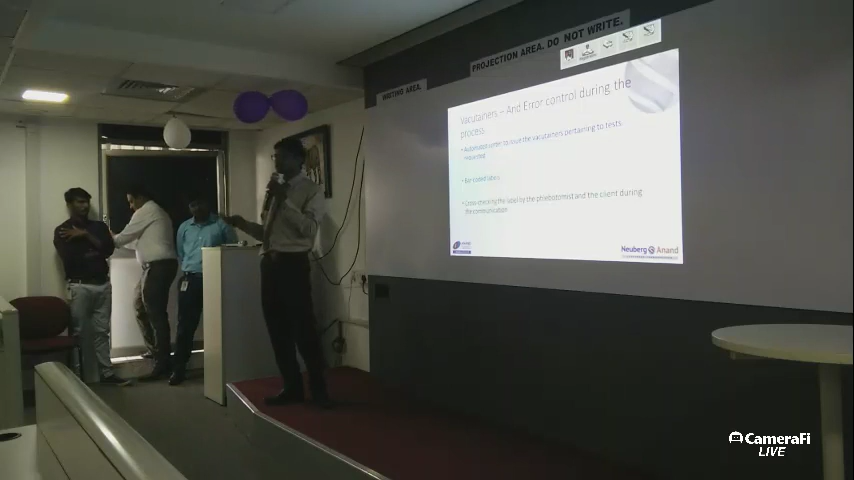 PROJECTION AREA. DO NOT WRITE.
WRITING AREA.
Vacutainers – And Error control during the
process.
• Automated order to issue the vacutainers pertaining to tests
requested
• Bar coded labels
• Cross-checking the label by the phlebotomist and the client during
the communication
Neuberg Anand
CameraFi
LIVE